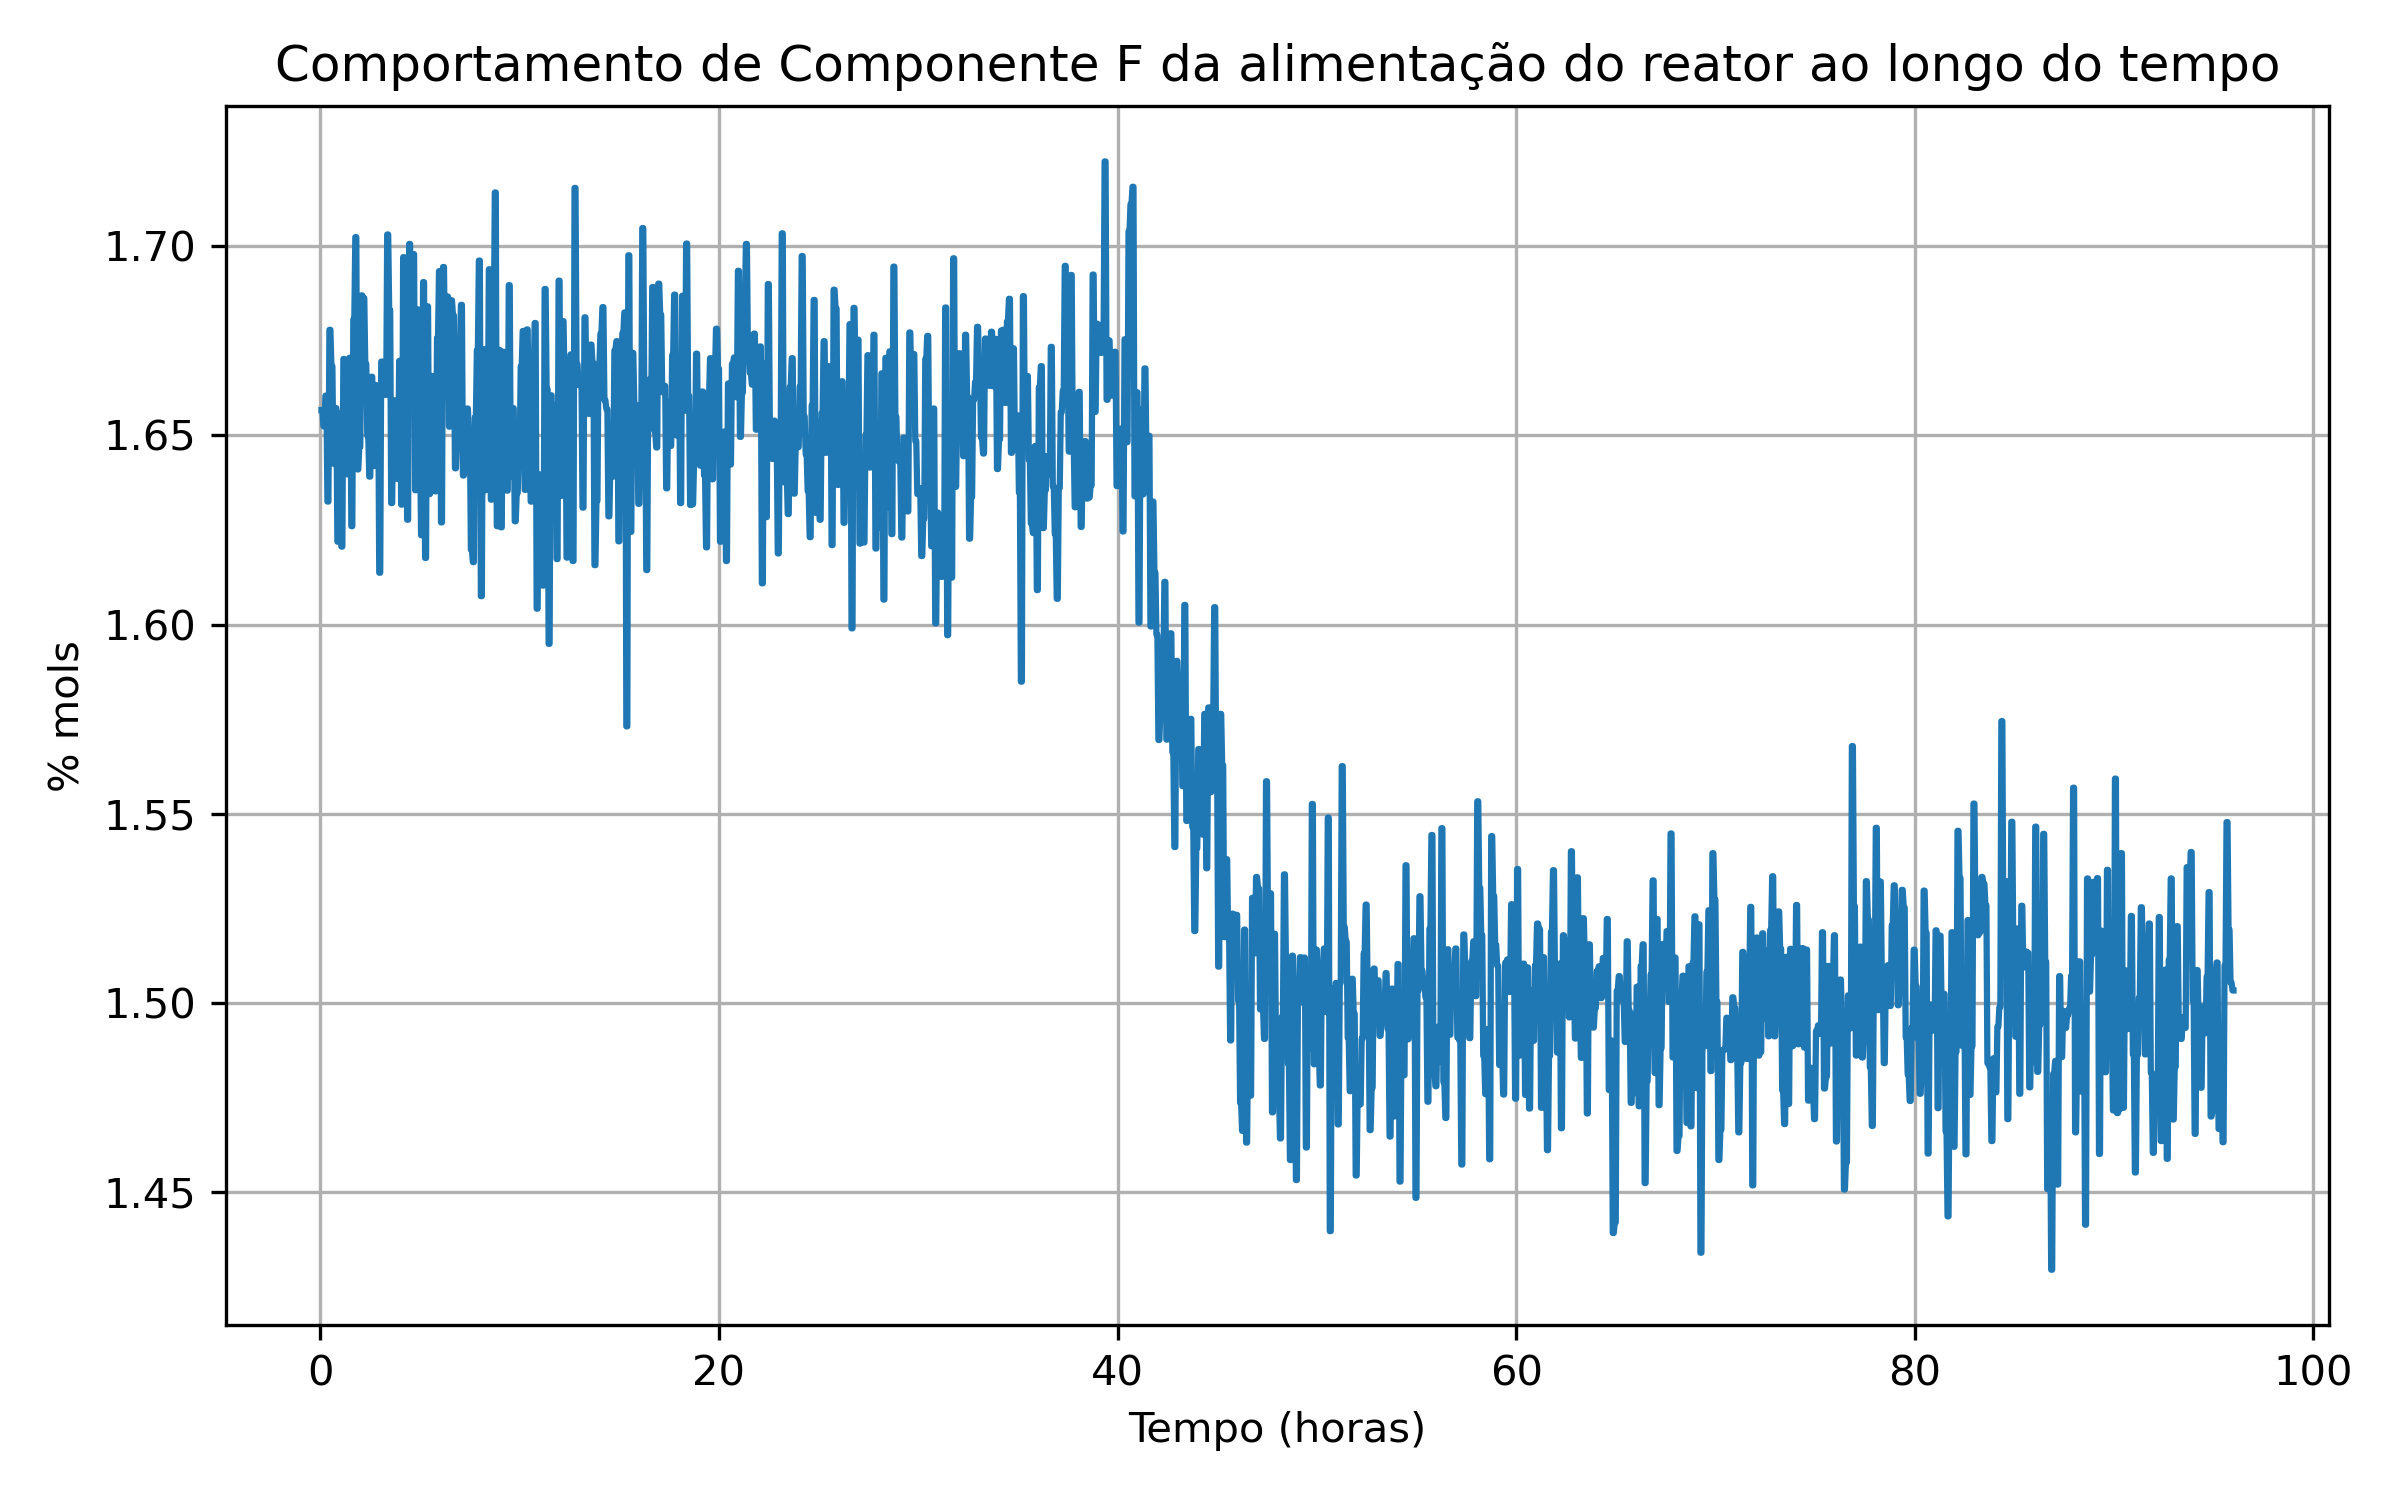 Comportamento de Componente F da alimentação do reator ao longo do tempo
% mols
1.70
1.65
1.60
1.55
1.50
1.45
0 20 40 60 80 100
Tempo (horas)